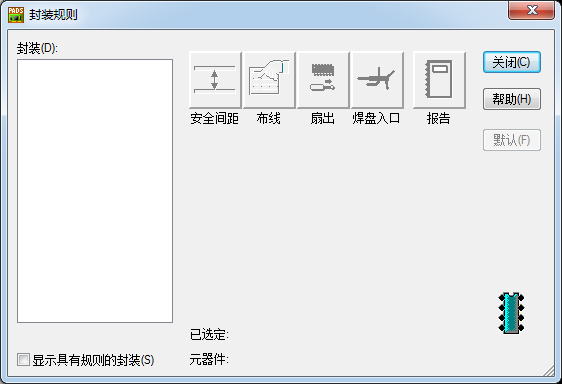 PADS
封装规则
封装(D):
安全间距 布线 扇出 焊盘入口 报告
关闭(C)
帮助(H)
默认(F)
已选定:
元器件:
显示具有规则的封装(S)